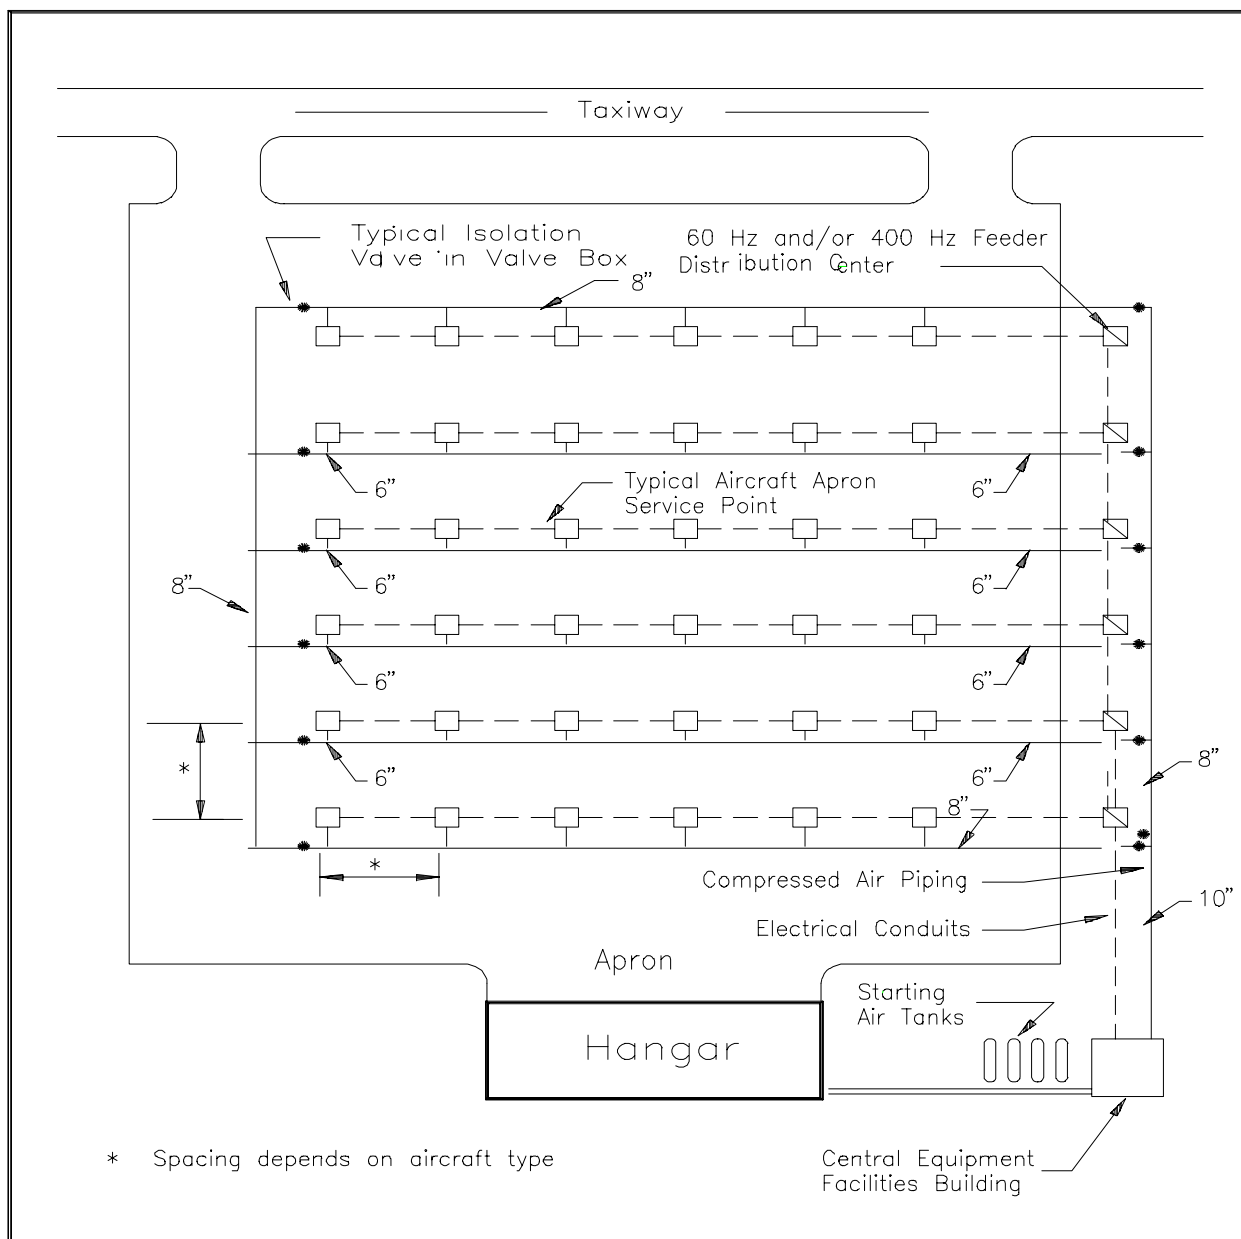 Taxiway
Typical Isolation
Valve in Valve Box
60 Hz and/or 400 Hz Feeder
Distribution Center
8”
6”
Typical Aircraft Apron
Service Point
6”
6”
6”
8”
6”
6”
*
6”
6”
8”
8”
*
Compressed Air Piping
10”
Electrical Conduits
Apron
Starting
Air Tanks
Hangar
* Spacing depends on aircraft type
Central Equipment
Facilities Building